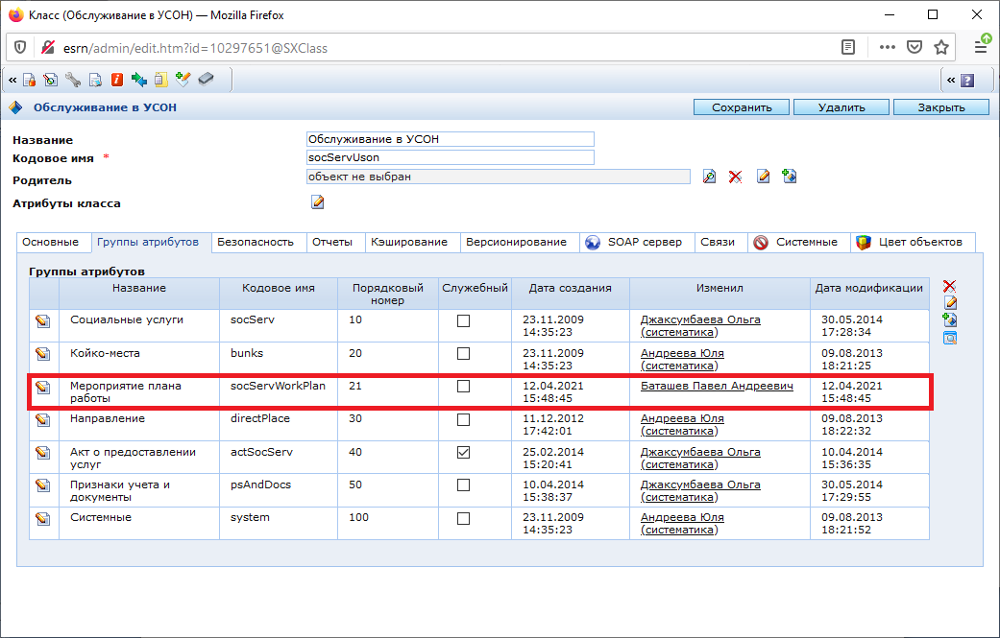 Класс (Обслуживание в УСОН) — Mozilla Firefox
esrn/admin/edit.htm?id=10297651@SXClass
Обслуживание в УСОН
Сохранить Удалить Закрыть
Название Обслуживание в УСОН
Кодовое имя * socServUson
Родитель объект не выбран
Атрибуты класса
Основные Группы атрибутов Безопасность Отчеты Кэширование Версионирование SOAP сервер Связи Системные Цвет объектов
Группы атрибутов
Название Кодовое имя Порядковый Служебный Дата создания Изменил Дата модификации
номер
Социальные услуги socServ 10 23.11.2009 Джаксумбаева Ольга 30.05.2014
14:35:23 (систематика) 17:28:34
Койко-места bunks 20 23.11.2009 Андреева Юля 09.08.2013
14:35:23 (систематика) 18:21:25
Мероприятие плана socServWorkPlan 21 12.04.2021 Баташев Павел Андреевич 12.04.2021
работы 15:48:45 15:48:45
Направление directPlace 30 11.12.2012 Андреева Юля 09.08.2013
17:42:01 (систематика) 18:22:32
Акт о предоставлении actSocServ 40 25.02.2014 Джаксумбаева Ольга 10.04.2014
услуг 15:20:41 (систематика) 15:36:35
Признаки учета и psAndDocs 50 10.04.2014 Джаксумбаева Ольга 30.05.2014
документы 15:38:37 (систематика) 17:29:55
Системные system 100 23.11.2009 Андреева Юля 09.08.2013
14:35:23 (систематика) 18:21:52